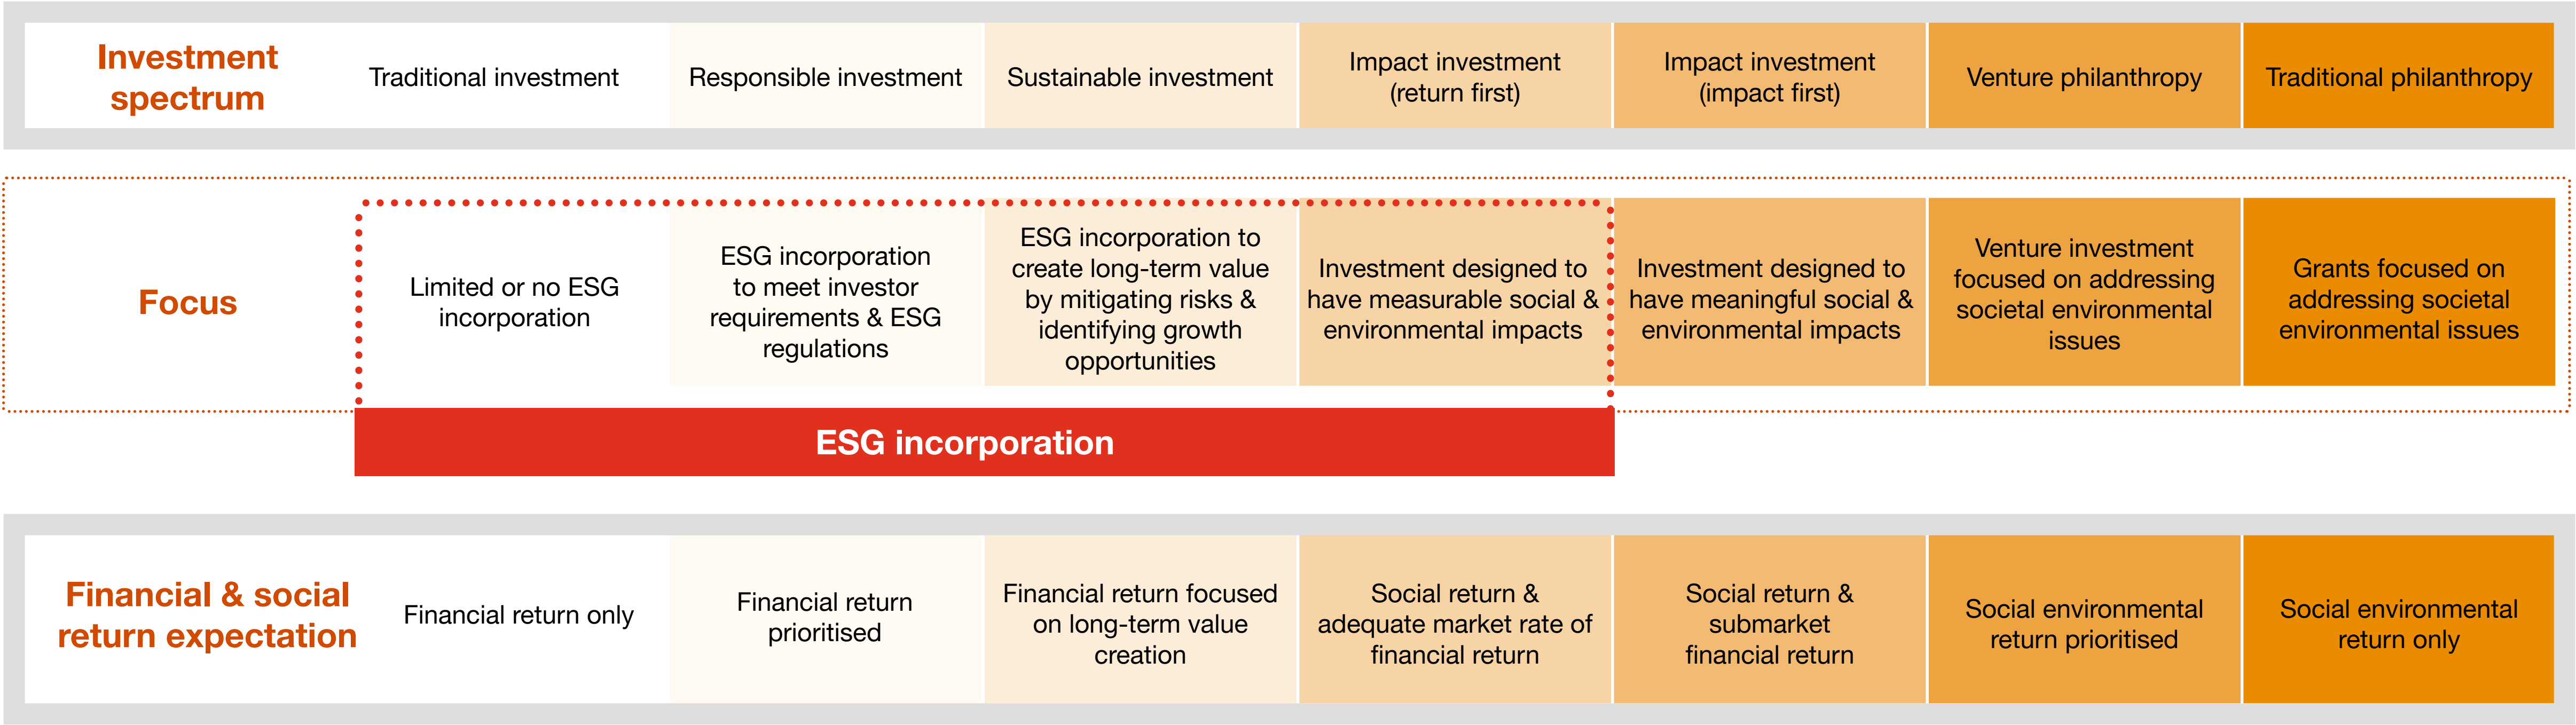 Investment
spectrum
Traditional investment
Responsible investment
Sustainable investment
Impact investment
(return first)
Impact investment
(impact first)
Venture philanthropy
Traditional philanthropy
Focus
Limited or no ESG
incorporation
ESG incorporation
to meet investor
requirements & ESG
regulations
ESG incorporation to
create long-term value
by mitigating risks &
identifying growth
opportunities
Investment designed to
have measurable social &
environmental impacts
Investment designed to
have meaningful social &
environmental impacts
Venture investment
focused on addressing
societal environmental
issues
Grants focused on
addressing societal
environmental issues
ESG incorporation
Financial & social
return expectation
Financial return only
Financial return
prioritised
Financial return focused
on long-term value
creation
Social return &
adequate market rate of
financial return
Social return &
submarket
financial return
Social environmental
return prioritised
Social environmental
return only